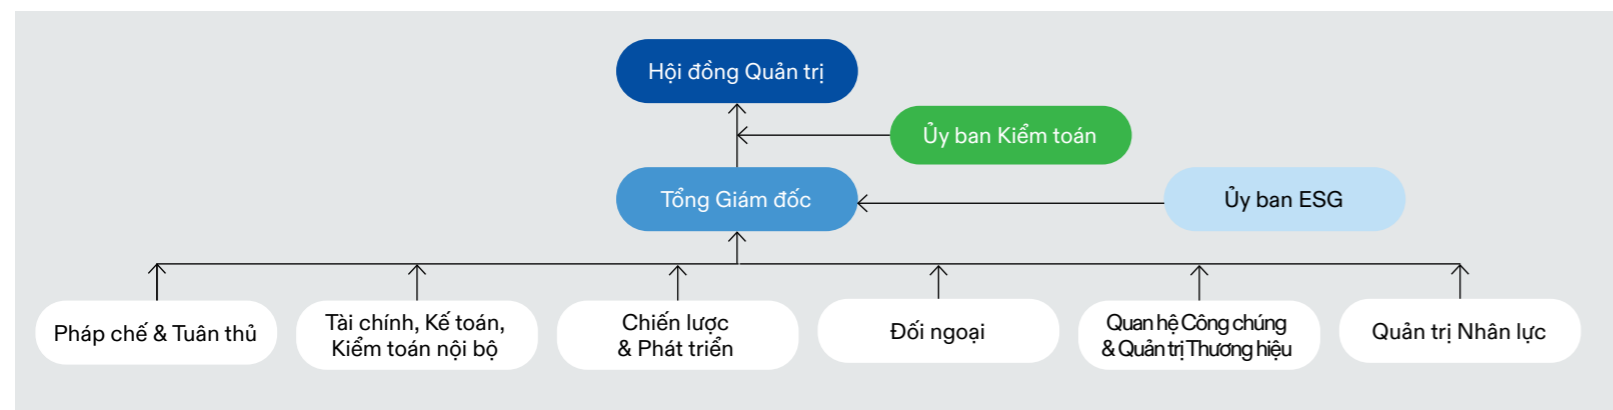 Hội đồng Quản trị
Ủy ban Kiểm toán
Tổng Giám đốc
Ủy ban ESG
Pháp chế & Tuân thủ
Tài chính, Kế toán,
Kiểm toán nội bộ
Chiến lược
& Phát triển
Đối ngoại
Quan hệ Công chúng
& Quản trị Thương hiệu
Quản trị Nhân lực